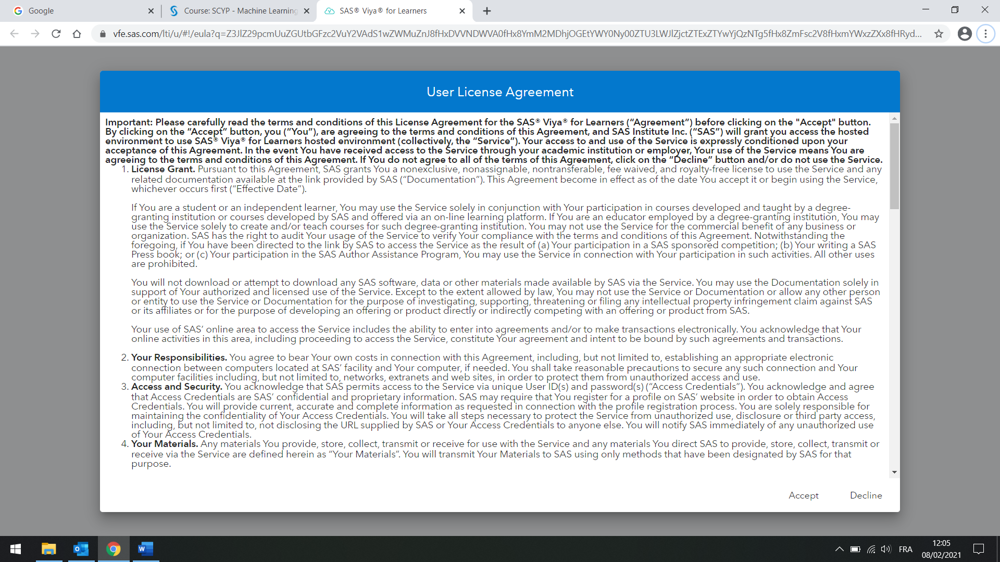 Google
Course: SCYP - Machine Learning
SAS® Viya® for Learners
vfe.sas.com/lti/u/#!/eula?q=
User License Agreement
Important: Please carefully read the terms and conditions of this License Agreement for the SAS® Viya® for Learners (“Agreement”) before clicking on the "Accept" button.
By clicking on the “Accept” button, you (“You”), are agreeing to the terms and conditions of this Agreement, and SAS Institute Inc. (“SAS”) will grant you access the hosted
environment to use SAS® Viya® for Learners hosted environment (collectively, the “Service”). Your access to and use of the Service is expressly conditioned upon your
acceptance of this Agreement. In the event You have received access to the Service through your academic institution or employer, Your use of the Service means You are
agreeing to the terms and conditions of this Agreement. If You do not agree to all of the terms of this Agreement, click on the “Decline” button and/or do not use the Service.
1. License Grant. Pursuant to this Agreement, SAS grants You a nonexclusive, nonassignable, nontransferable, fee waived, and royalty-free license to use the Service and any
related documentation available at the link provided by SAS (“Documentation”). This Agreement become in effect as of the date You accept it or begin using the Service,
whichever occurs first (“Effective Date”).
If You are a student or an independent learner, You may use the Service solely in conjunction with Your participation in courses developed and taught by a degree-
granting institution or courses developed by SAS and offered via an on-line learning platform. If You are an educator employed by a degree-granting institution, You may
use the Service solely to create and/or teach courses for such degree-granting institution. You may not use the Service for the commercial benefit of any business or
organization. SAS has the right to audit Your usage of the Service to verify Your compliance with the terms and conditions of this Agreement. Notwithstanding the
foregoing, if You have been directed to the link by SAS to access the Service as the result of (a) Your participation in a SAS sponsored competition; (b) Your writing a SAS
Press book; or (c) Your participation in the SAS Author Assistance Program, You may use the Service in connection with Your participation in such activities. All other uses
are prohibited.
You will not download or attempt to download any SAS software, data or other materials made available by SAS via the Service. You may use the Documentation solely in
support of Your authorized and licensed use of the Service. Except to the extent allowed by law, You may not use the Service or Documentation or allow any other person
or entity to use the Service or Documentation for the purpose of investigating, supporting, threatening or filing any intellectual property infringement claim against SAS
or its affiliates or for the purpose of developing an offering or product directly or indirectly competing with an offering or product from SAS.
Your use of SAS’ online area to access the Service includes the ability to enter into agreements and/or to make transactions electronically. You acknowledge that Your
online activities in this area, including proceeding to access the Service, constitute Your agreement and intent to be bound by such agreements and transactions.
2. Your Responsibilities. You agree to bear Your own costs in connection with this Agreement, including, but not limited to, establishing an appropriate electronic
connection between computers located at SAS’ facility and Your computer, if needed. You shall take reasonable precautions to secure any such connection and Your
computer facilities including, but not limited to, networks, extranets and web sites, in order to protect them from unauthorized access and use.
3. Access and Security. You acknowledge that SAS permits access to the Service via unique User ID(s) and password(s) (“Access Credentials”). You acknowledge and agree
that Access Credentials are SAS’ confidential and proprietary information. SAS may require that You register for a profile on SAS’ website in order to obtain Access
Credentials. You will provide current, accurate and complete information as requested in connection with the profile registration process. You are solely responsible for
maintaining the confidentiality of Your Access Credentials. You will take all steps necessary to protect the Service from unauthorized use, disclosure or third party access,
including, but not limited to, not disclosing the URL supplied by SAS or Your Access Credentials to anyone else. You will notify SAS immediately of any unauthorized use
of Your Access Credentials.
4. Your Materials. Any materials You provide, store, collect, transmit or receive for use with the Service and any materials You direct SAS to provide, store, collect, transmit or
receive via the Service are defined herein as “Your Materials”. You will transmit Your Materials to SAS using only methods that have been designated by SAS for that
purpose.
Accept Decline
FRA
12:05
08/02/2021